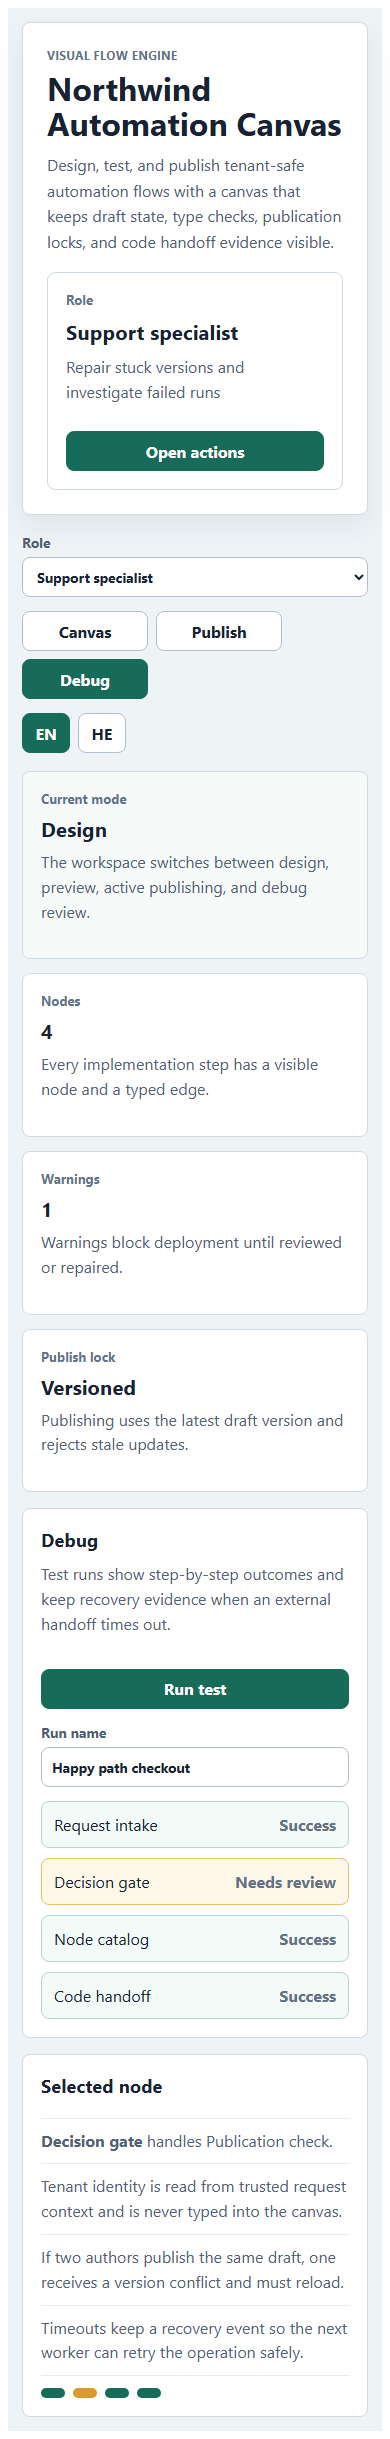 VISUAL FLOW ENGINE
Northwind
Automation Canvas
Design, test, and publish tenant-safe
automation flows with a canvas that
keeps draft state, type checks, publication
locks, and code handoff evidence visible.
Role
Support specialist
Repair stuck versions and
investigate failed runs
Open actions
Role
Support specialist
Canvas
Publish
Debug
EN
HE
Current mode
Design
The workspace switches between design,
preview, active publishing, and debug
review.
Nodes
4
Every implementation step has a visible
node and a typed edge.
Warnings
1
Warnings block deployment until reviewed
or repaired.
Publish lock
Versioned
Publishing uses the latest draft version and
rejects stale updates.
Debug
Test runs show step-by-step outcomes and
keep recovery evidence when an external
handoff times out.
Run test
Run name
Happy path checkout
Request intake Success
Decision gate Needs review
Node catalog Success
Code handoff Success
Selected node
Decision gate handles Publication check.
Tenant identity is read from trusted request
context and is never typed into the canvas.
If two authors publish the same draft, one
receives a version conflict and must reload.
Timeouts keep a recovery event so the next
worker can retry the operation safely.